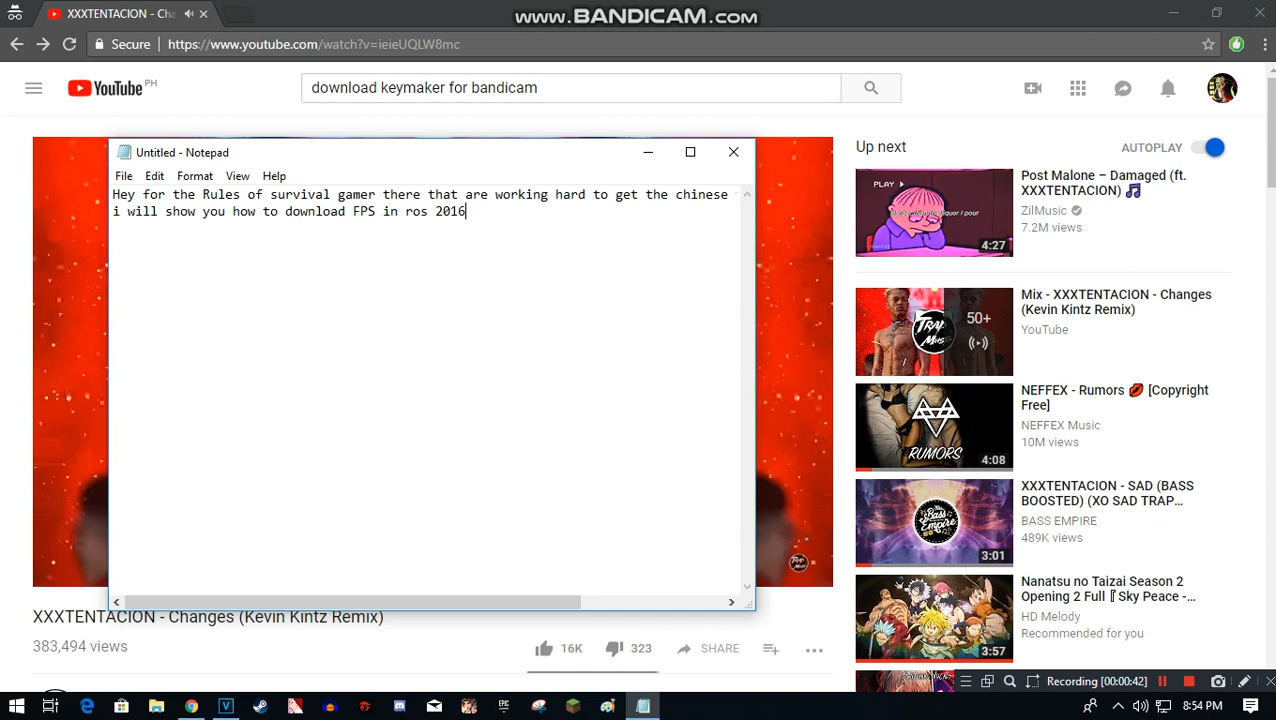 XXXTENTACION - Cha
www.BANDICAM.com
Secure
https://www.youtube.com/watch?v=ieieUQLW8mc
YouTube PH
download keymaker for bandicam
Untitled - Notepad
File Edit Format View Help
Hey for the Rules of survival gamer there that are working hard to get the chinese
i will show you how to download FPS in ros 2016
XXXTENTACION - Changes (Kevin Kintz Remix)
383,494 views
16K
323
SHARE
Up next
AUTOPLAY
PLAY
4:27
Post Malone – Damaged (ft.
XXXTENTACION) 🎵
ZilMusic
7.2M views
50+
Mix - XXXTENTACION - Changes
(Kevin Kintz Remix)
YouTube
RUMORS
4:08
NEFFEX - Rumors 💋 [Copyright
Free]
NEFFEX Music
10M views
3:01
XXXTENTACION - SAD (BASS
BOOSTED) (XO SAD TRAP...
BASS EMPIRE
489K views
3:57
Nanatsu no Taizai Season 2
Opening 2 Full『Sky Peace -...
HD Melody
Recommended for you
Recording [00:00:42]
8:54 PM